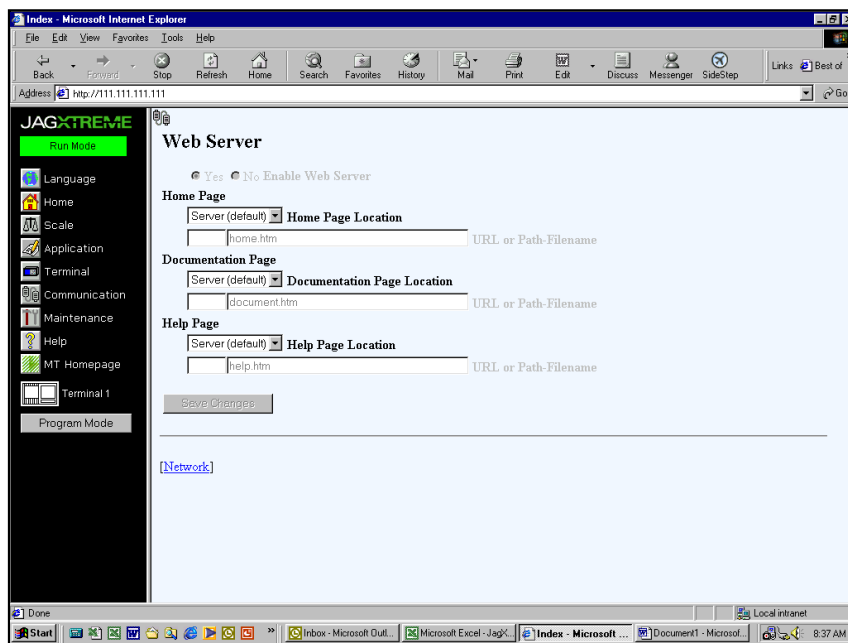 Index - Microsoft Internet Explorer
File Edit View Favorites Tools Help
Back Forward Stop Refresh Home Search Favorites History Mail Print Edit Discuss Messenger SideStep Links Best of
Address http://111.111.111.111 Go
JAGXTREME
Run Mode
Language
Home
Scale
Application
Terminal
Communication
Maintenance
Help
MT Homepage
Terminal 1
Program Mode
Web Server
Yes No Enable Web Server
Home Page
Server (default) Home Page Location
home.htm URL or Path-Filename
Documentation Page
Server (default) Documentation Page Location
document.htm URL or Path-Filename
Help Page
Server (default) Help Page Location
help.htm URL or Path-Filename
Save Changes
[Network]
Done Local intranet
Start » Inbox - Microsoft Outl... Microsoft Excel - JagX... Index - Microsoft ... Document1 - Microsof... 8:37 AM